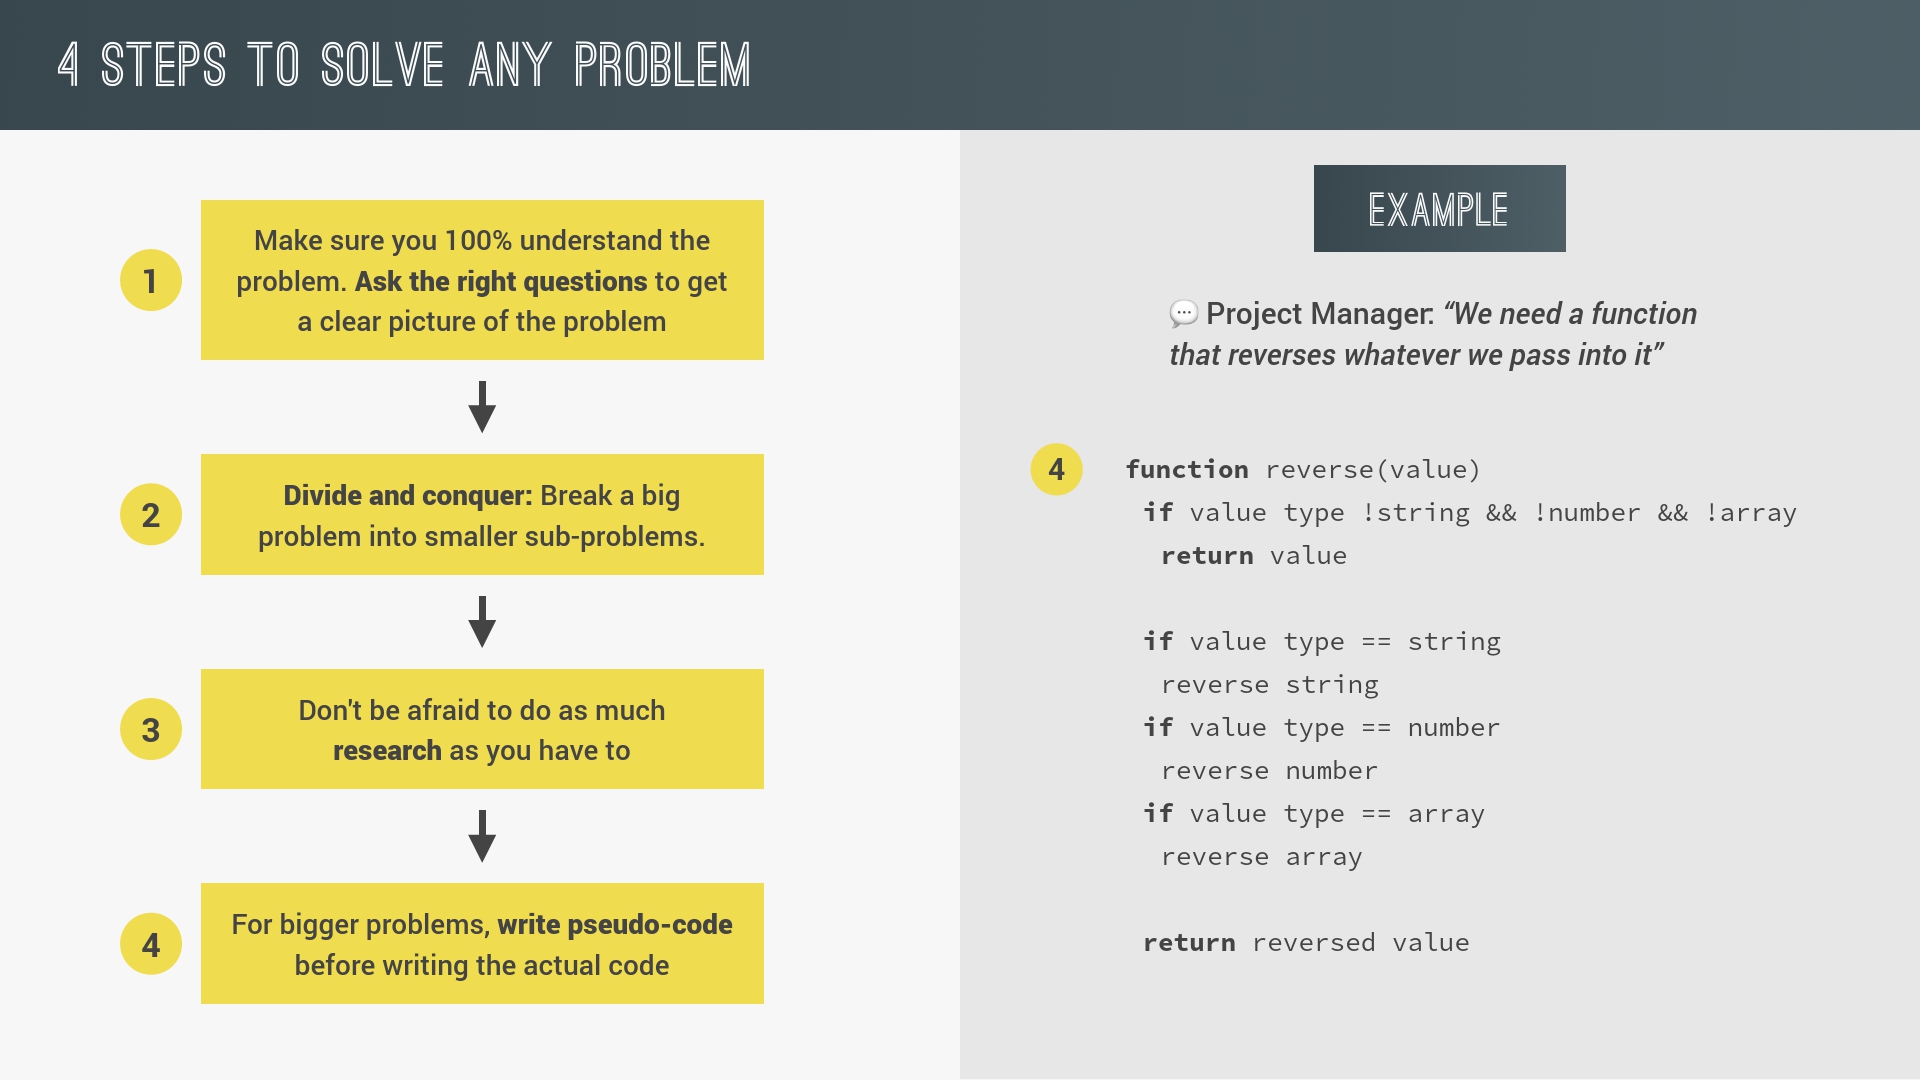 4 STEPS TO SOLVE ANY PROBLEM
1
Make sure you 100% understand the
problem. Ask the right questions to get
a clear picture of the problem
2
Divide and conquer: Break a big
problem into smaller sub-problems.
3
Don't be afraid to do as much
research as you have to
4
For bigger problems, write pseudo-code
before writing the actual code
EXAMPLE
💬 Project Manager: “We need a function
that reverses whatever we pass into it”
4
function reverse(value)
if value type !string && !number && !array
return value
if value type == string
reverse string
if value type == number
reverse number
if value type == array
reverse array
return reversed value